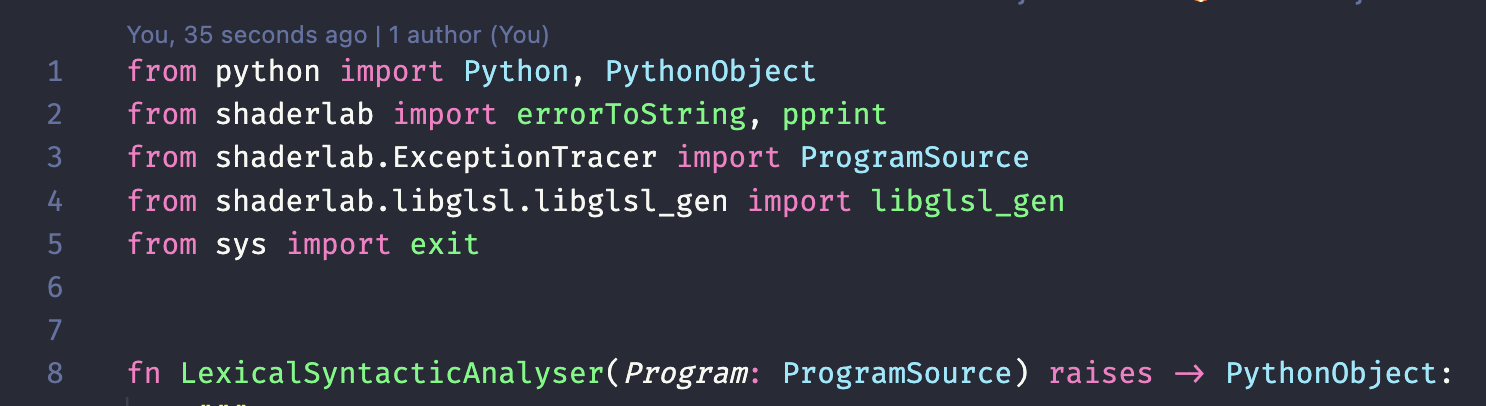 You, 35 seconds ago | 1 author (You)
1 from python import Python, PythonObject
2 from shaderlab import errorToString, pprint
3 from shaderlab.ExceptionTracer import ProgramSource
4 from shaderlab.libglsl.libglsl_gen import libglsl_gen
5 from sys import exit
6
7
8 fn LexicalSyntacticAnalyser(Program: ProgramSource) raises -> PythonObject:
"""